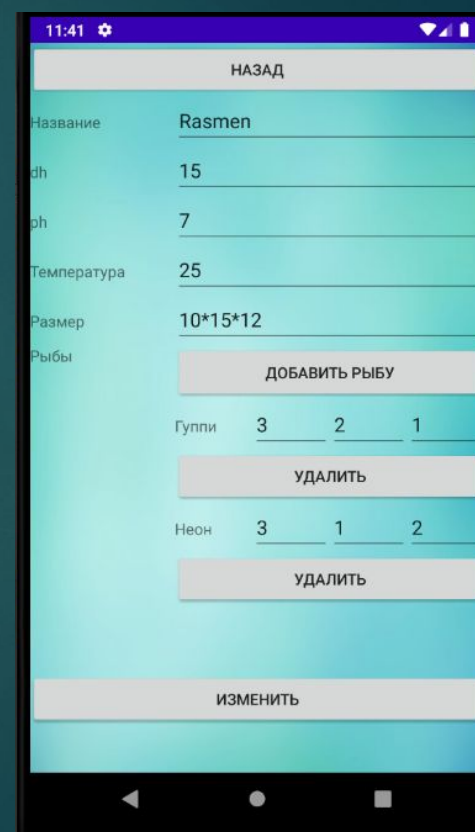 11:41
НАЗАД
Название Rasmen
dh 15
ph 7
Температура 25
Размер 10*15*12
Рыбы ДОБАВИТЬ РЫБУ
Гуппи 3 2 1
УДАЛИТЬ
Неон 3 1 2
УДАЛИТЬ
ИЗМЕНИТЬ